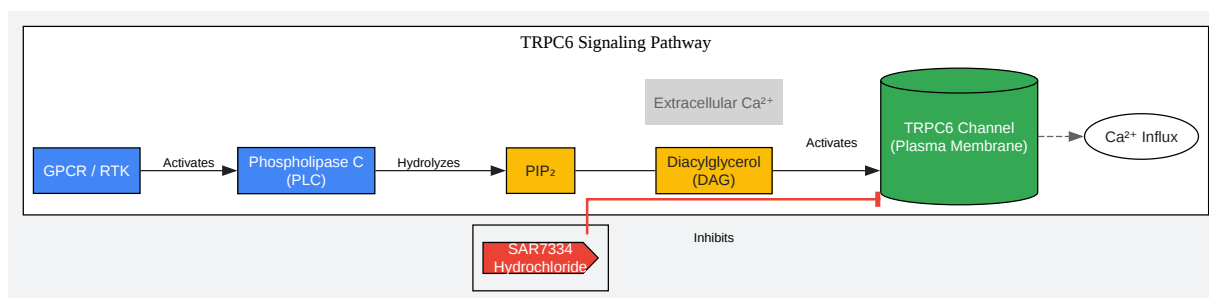 TRPC6 Signaling Pathway
Extracellular Ca²⁺
GPCR / RTK
Activates
Phospholipase C
(PLC)
Hydrolyzes
PIP₂
Diacylglycerol
(DAG)
Activates
TRPC6 Channel
(Plasma Membrane)
Ca²⁺ Influx
SAR7334
Hydrochloride
Inhibits